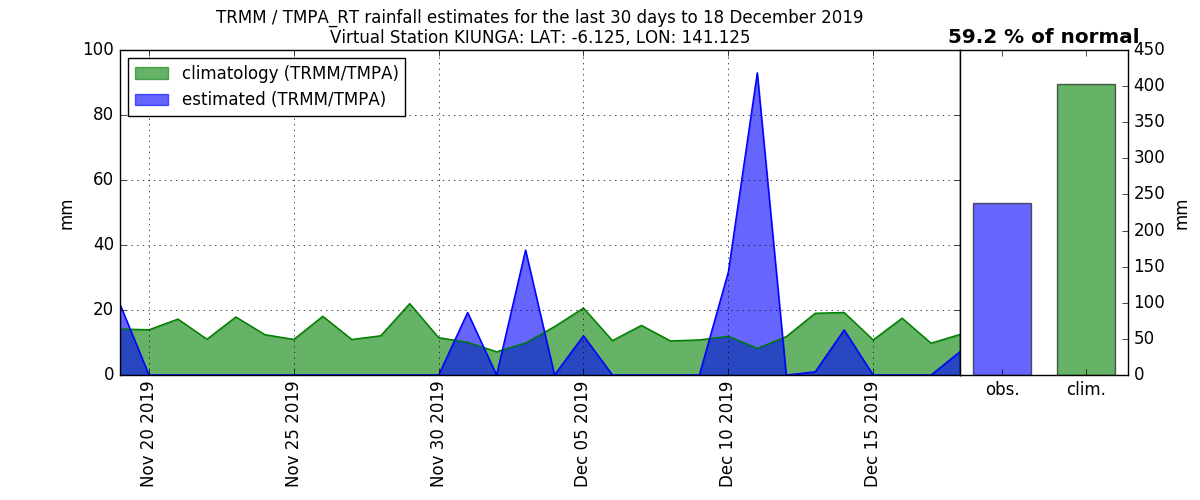 TRMM / TMPA_RT rainfall estimates for the last 30 days to 18 December 2019
Virtual Station KIUNGA: LAT: -6.125, LON: 141.125
59.2 % of normal
climatology (TRMM/TMPA)
estimated (TRMM/TMPA)
100
80
60
40
20
0
mm
Nov 20 2019
Nov 25 2019
Nov 30 2019
Dec 05 2019
Dec 10 2019
Dec 15 2019
450
400
350
300
250
200
150
100
50
0
mm
obs.
clim.